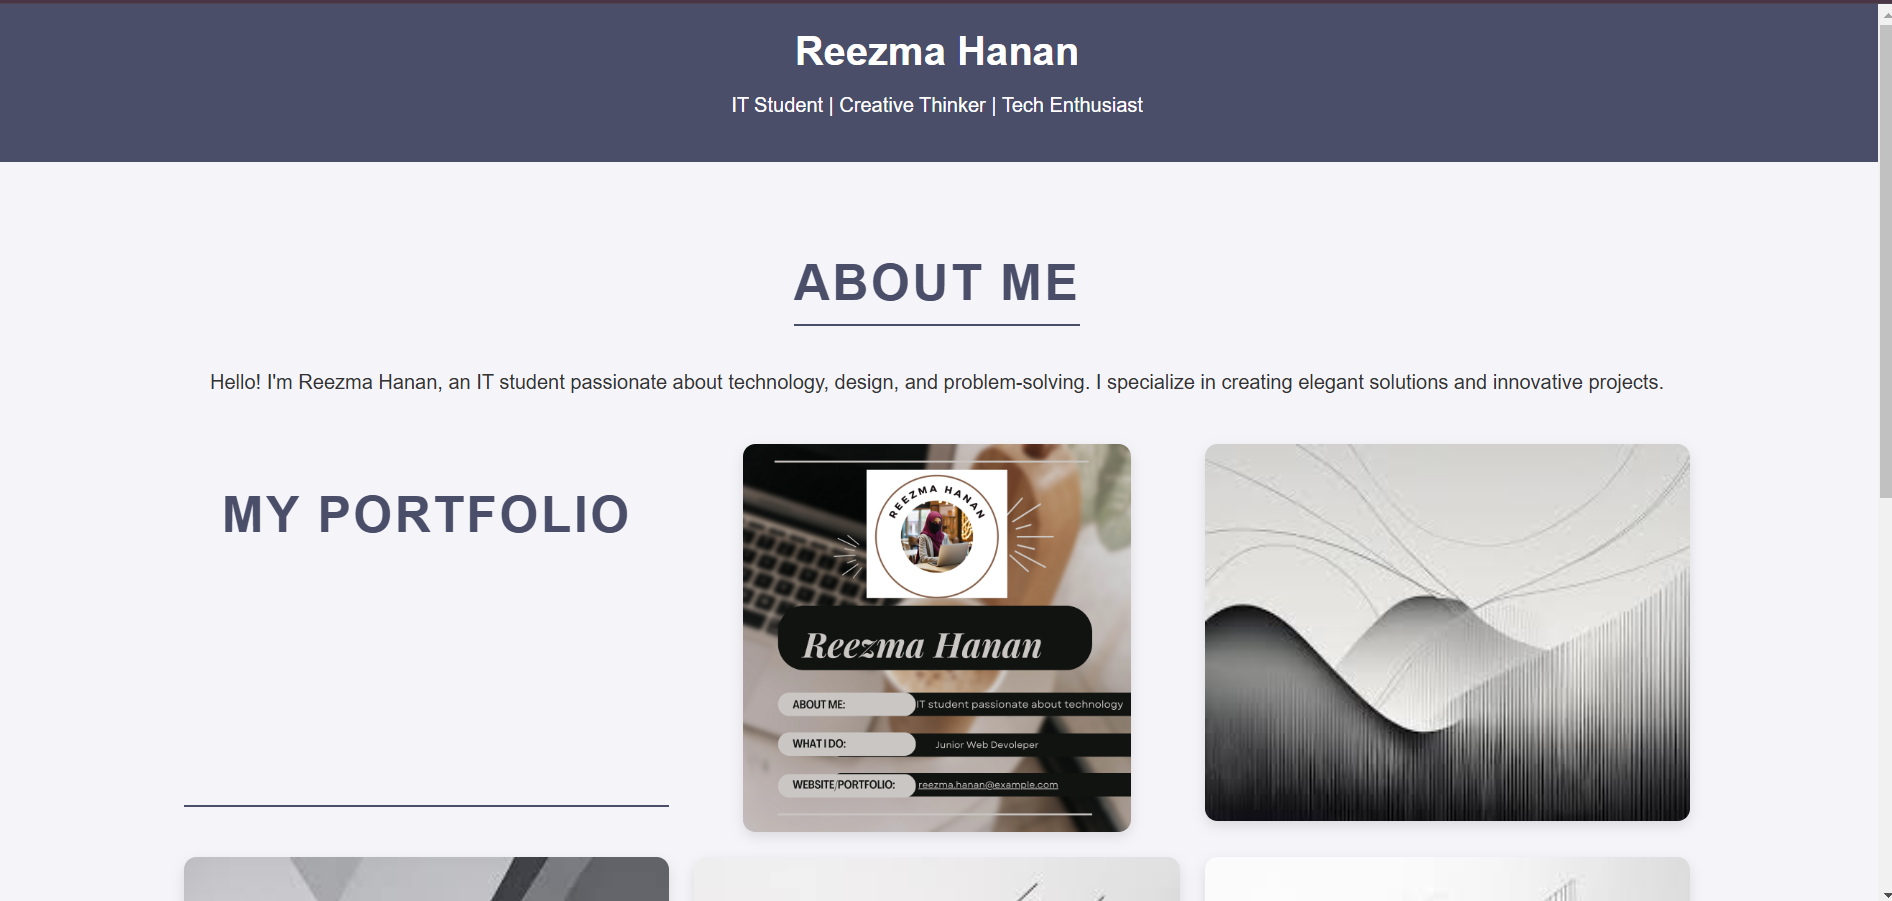 Reezma Hanan
IT Student | Creative Thinker | Tech Enthusiast
ABOUT ME
Hello! I'm Reezma Hanan, an IT student passionate about technology, design, and problem-solving. I specialize in creating elegant solutions and innovative projects.
MY PORTFOLIO
REEZMA HANAN
Reezma Hanan
ABOUT ME: IT student passionate about technology
WHAT I DO: Junior Web Devoleper
WEBSITE/PORTFOLIO: reezma.hanan@example.com